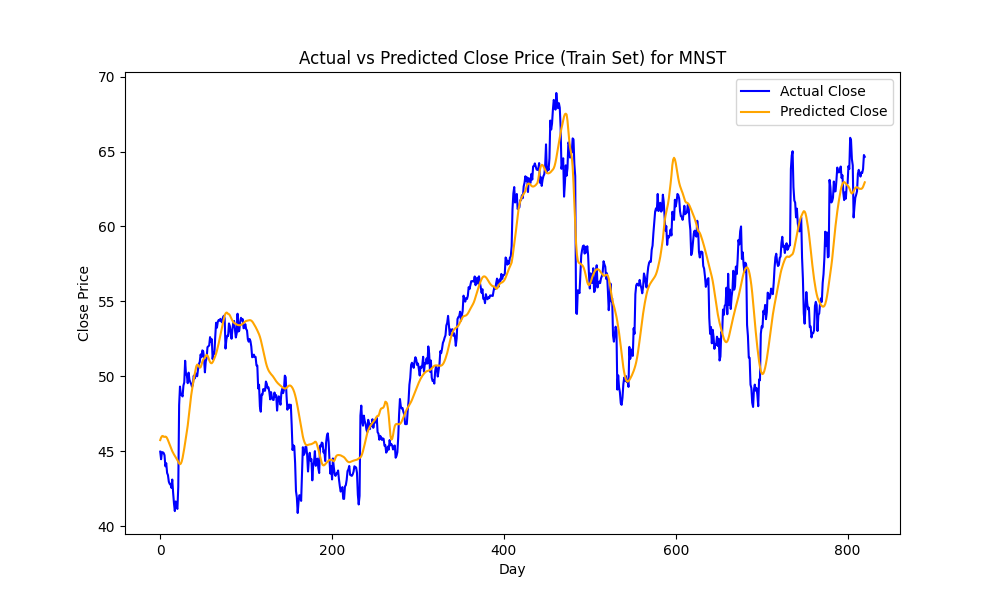 Actual vs Predicted Close Price (Train Set) for MNST
Actual Close
Predicted Close
Close Price
70
65
60
55
50
45
40
0 200 400 600 800
Day